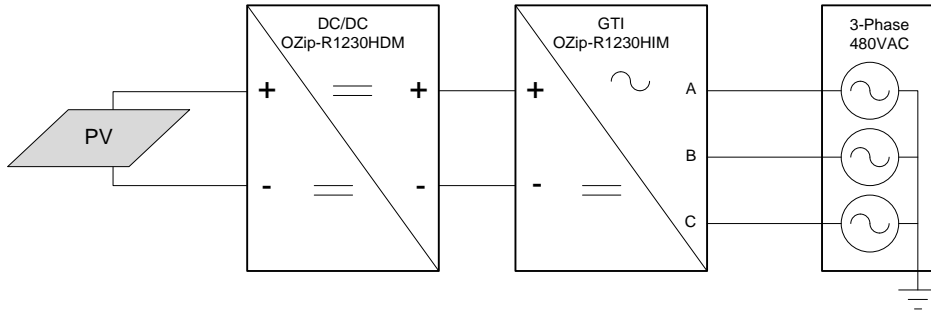 DC/DC
OZip-R1230HDM
GTI
OZip-R1230HIM
3-Phase
480VAC
+
+
+
A
PV
B
-
-
-
C